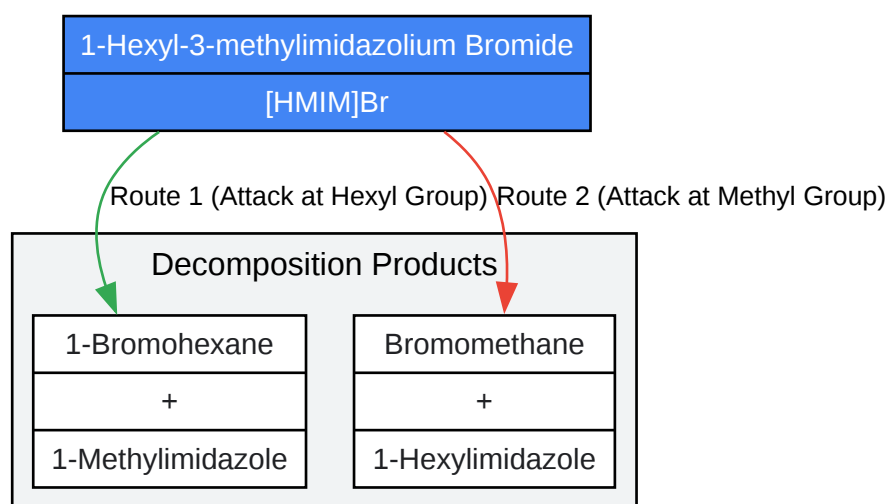 1-Hexyl-3-methylimidazolium Bromide
[HMIM]Br
Route 1 (Attack at Hexyl Group)
Route 2 (Attack at Methyl Group)
Decomposition Products
1-Bromohexane
+
1-Methylimidazole
Bromomethane
+
1-Hexylimidazole